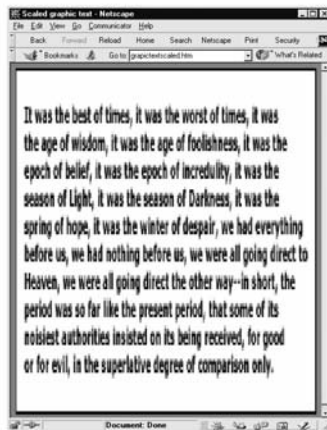 Scaled graphic text - Netscape
File Edit View Go Communicator Help
Back Forward Reload Home Search Netscape Print Security
Bookmarks Go to: grapictextscaled.htm What's Related
It was the best of times, it was the worst of times, it was
the age of wisdom, it was the age of foolishness, it was the
epoch of belief, it was the epoch of incredulity, it was the
season of Light, it was the season of Darkness, it was the
spring of hope, it was the winter of despair, we had everything
before us, we had nothing before us, we were all going direct to
Heaven, we were all going direct the other way--in short, the
period was so far like the present period, that some of its
noisiest authorities insisted on its being received, for good
or for evil, in the superlative degree of comparison only.
Document: Done